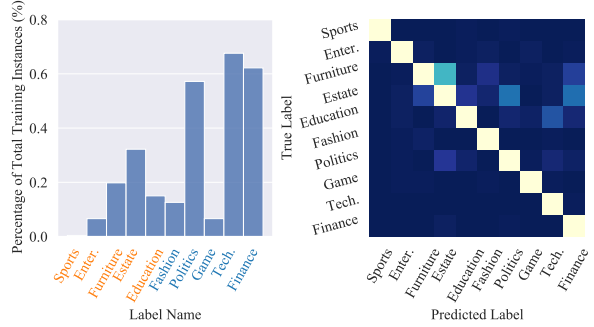 Percentage of Total Training Instances (%)
0.8
0.6
0.4
0.2
0.0
Sports
Enter.
Furniture
Estate
Education
Fashion
Politics
Game
Tech.
Finance
Label Name
True Label
Sports
Enter.
Furniture
Estate
Education
Fashion
Politics
Game
Tech.
Finance
Sports
Enter.
Furniture
Estate
Education
Fashion
Politics
Game
Tech.
Finance
Predicted Label